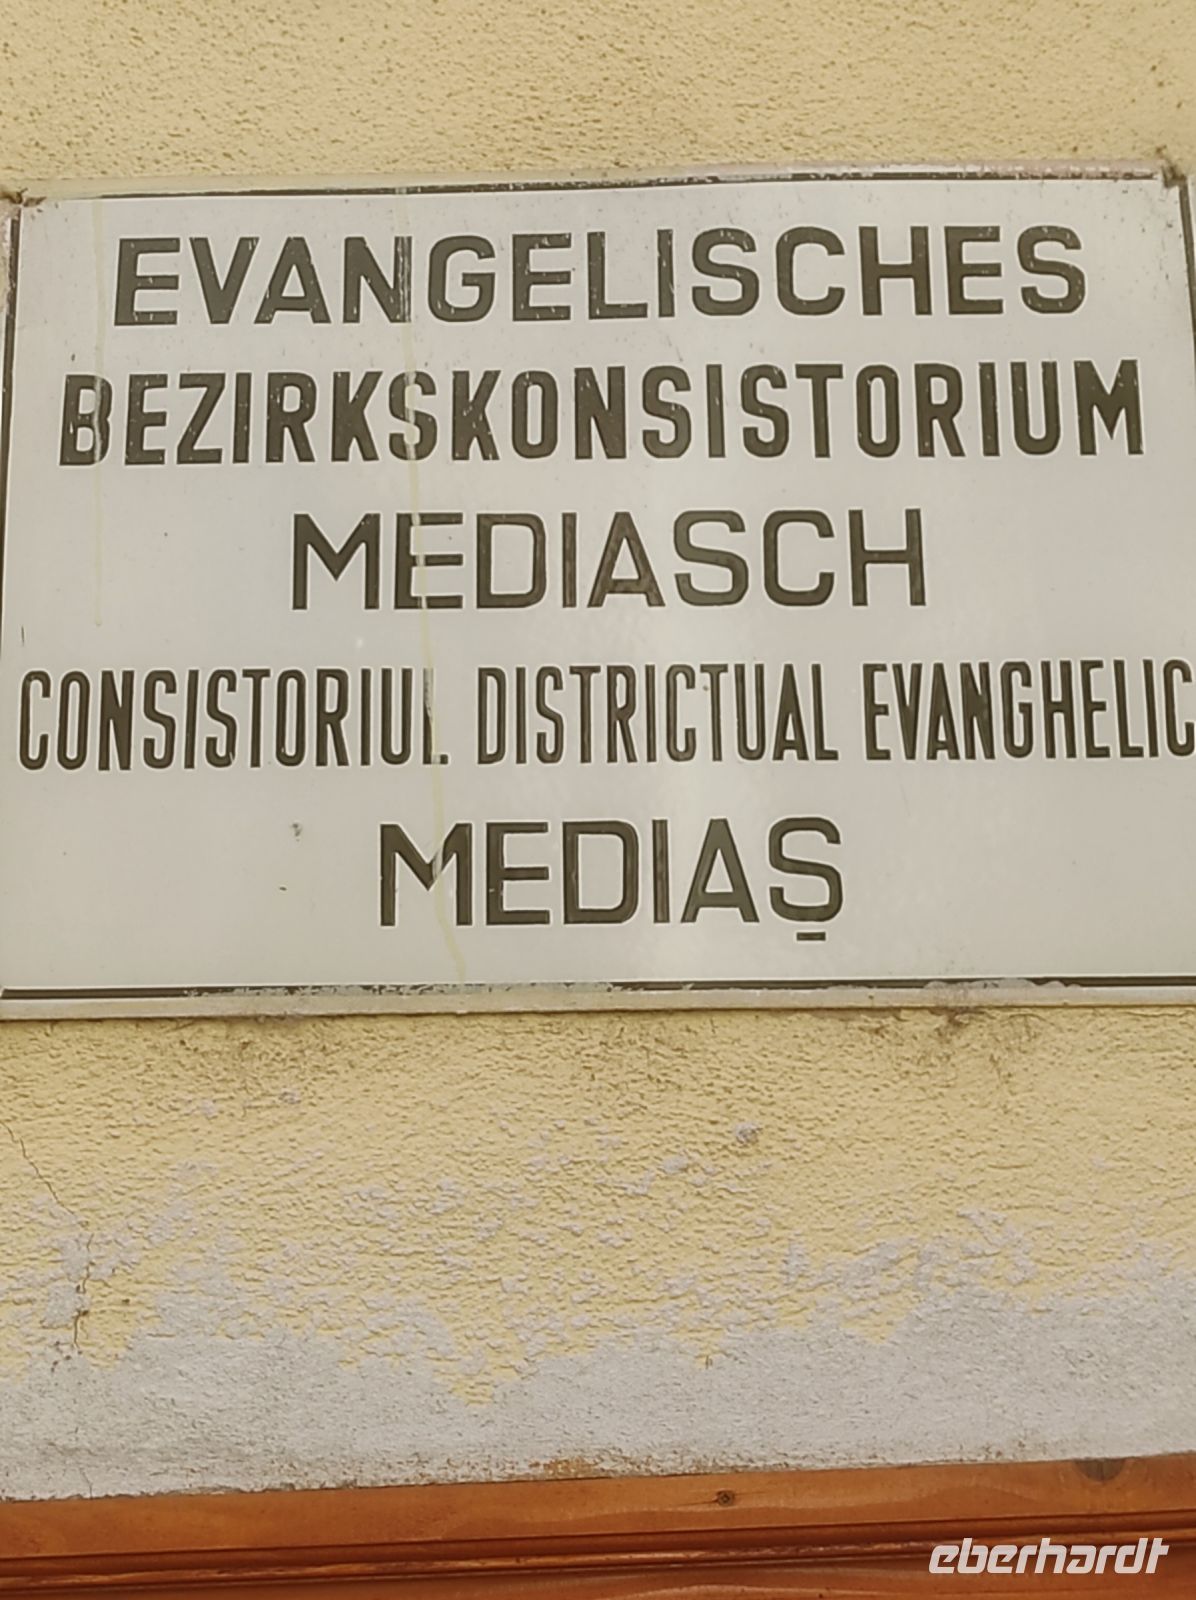 EVANGELISCHES
BEZIRKSKONSISTORIUM
MEDIASCH
CONSISTORIUL DISTRICTUAL EVANGHELIC
MEDIAȘ
eberhardt